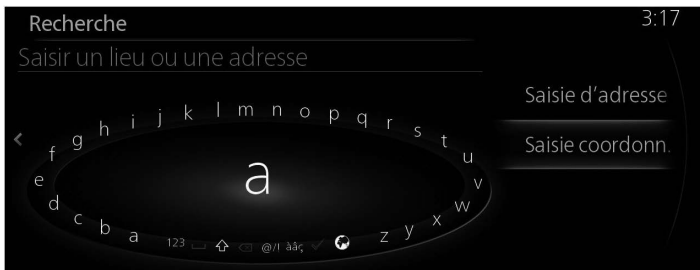 Recherche
3:17
Saisir un lieu ou une adresse
Saisie d'adresse
Saisie coordonn.
a b c d e f g h i j k l m n o p q r s t u v w x y z
a
123 @/! àâç